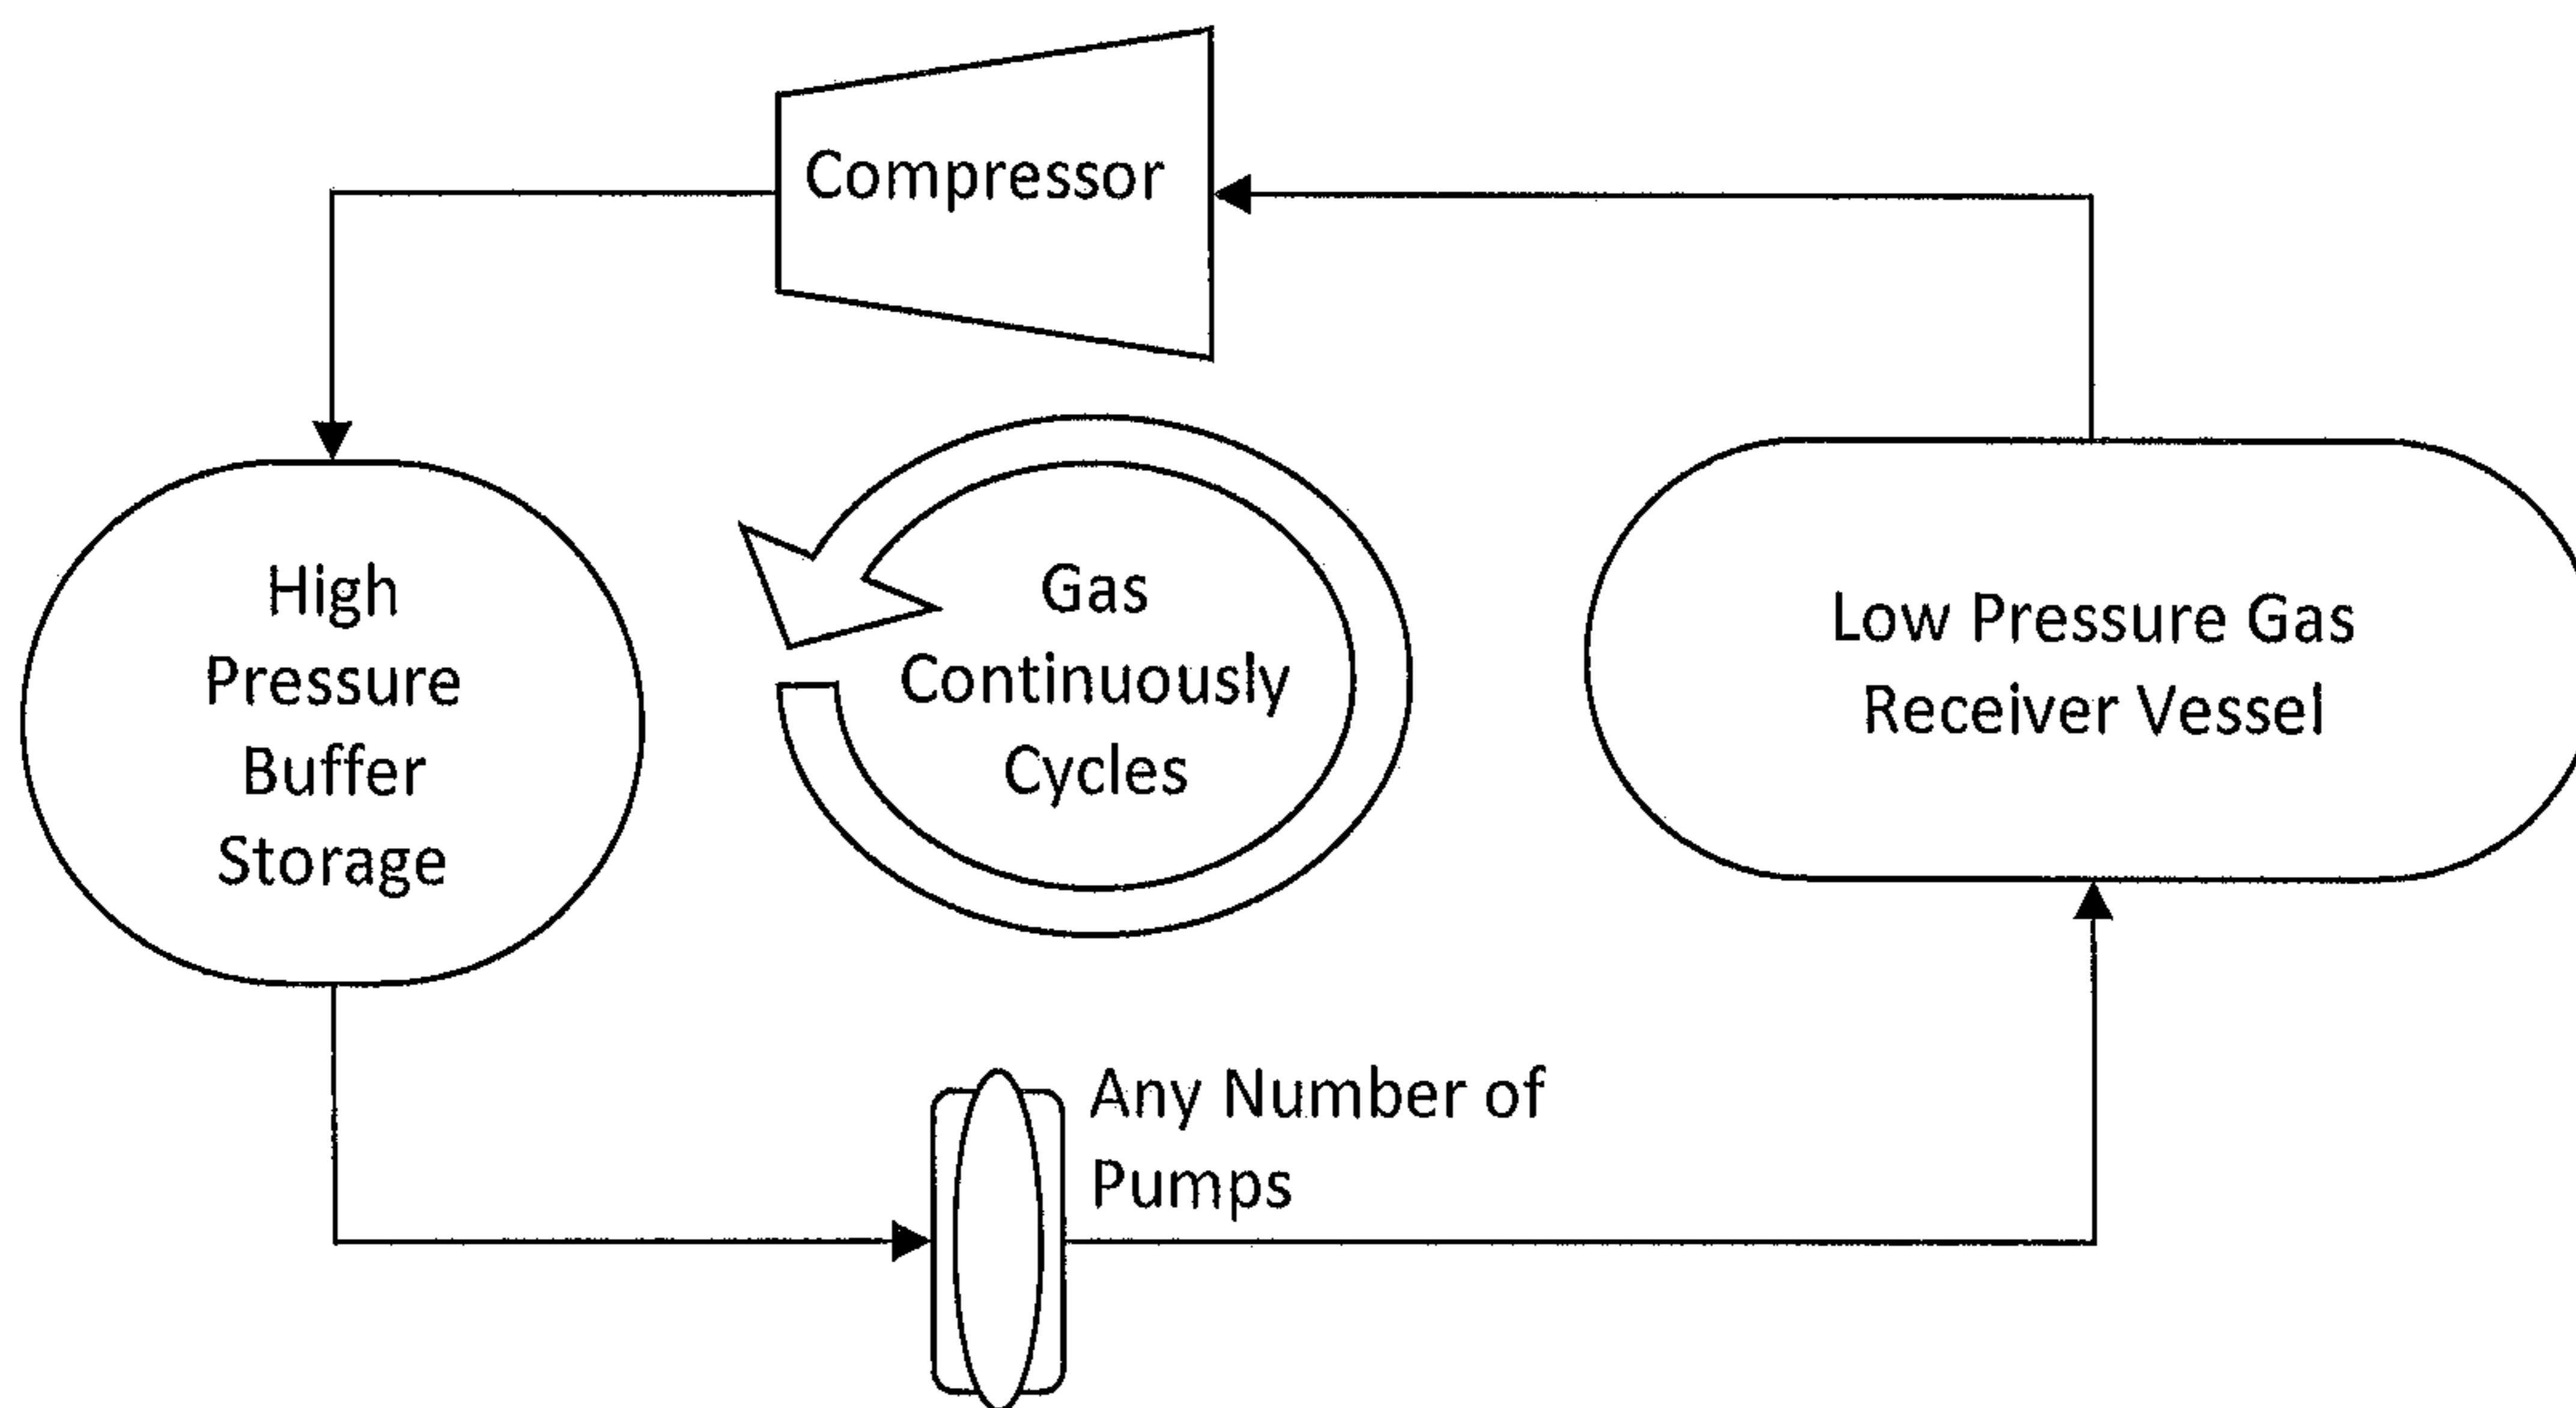 Compressor
High
Pressure
Buffer
Storage
Gas
Continuously
Cycles
Low Pressure Gas
Receiver Vessel
Any Number of
Pumps